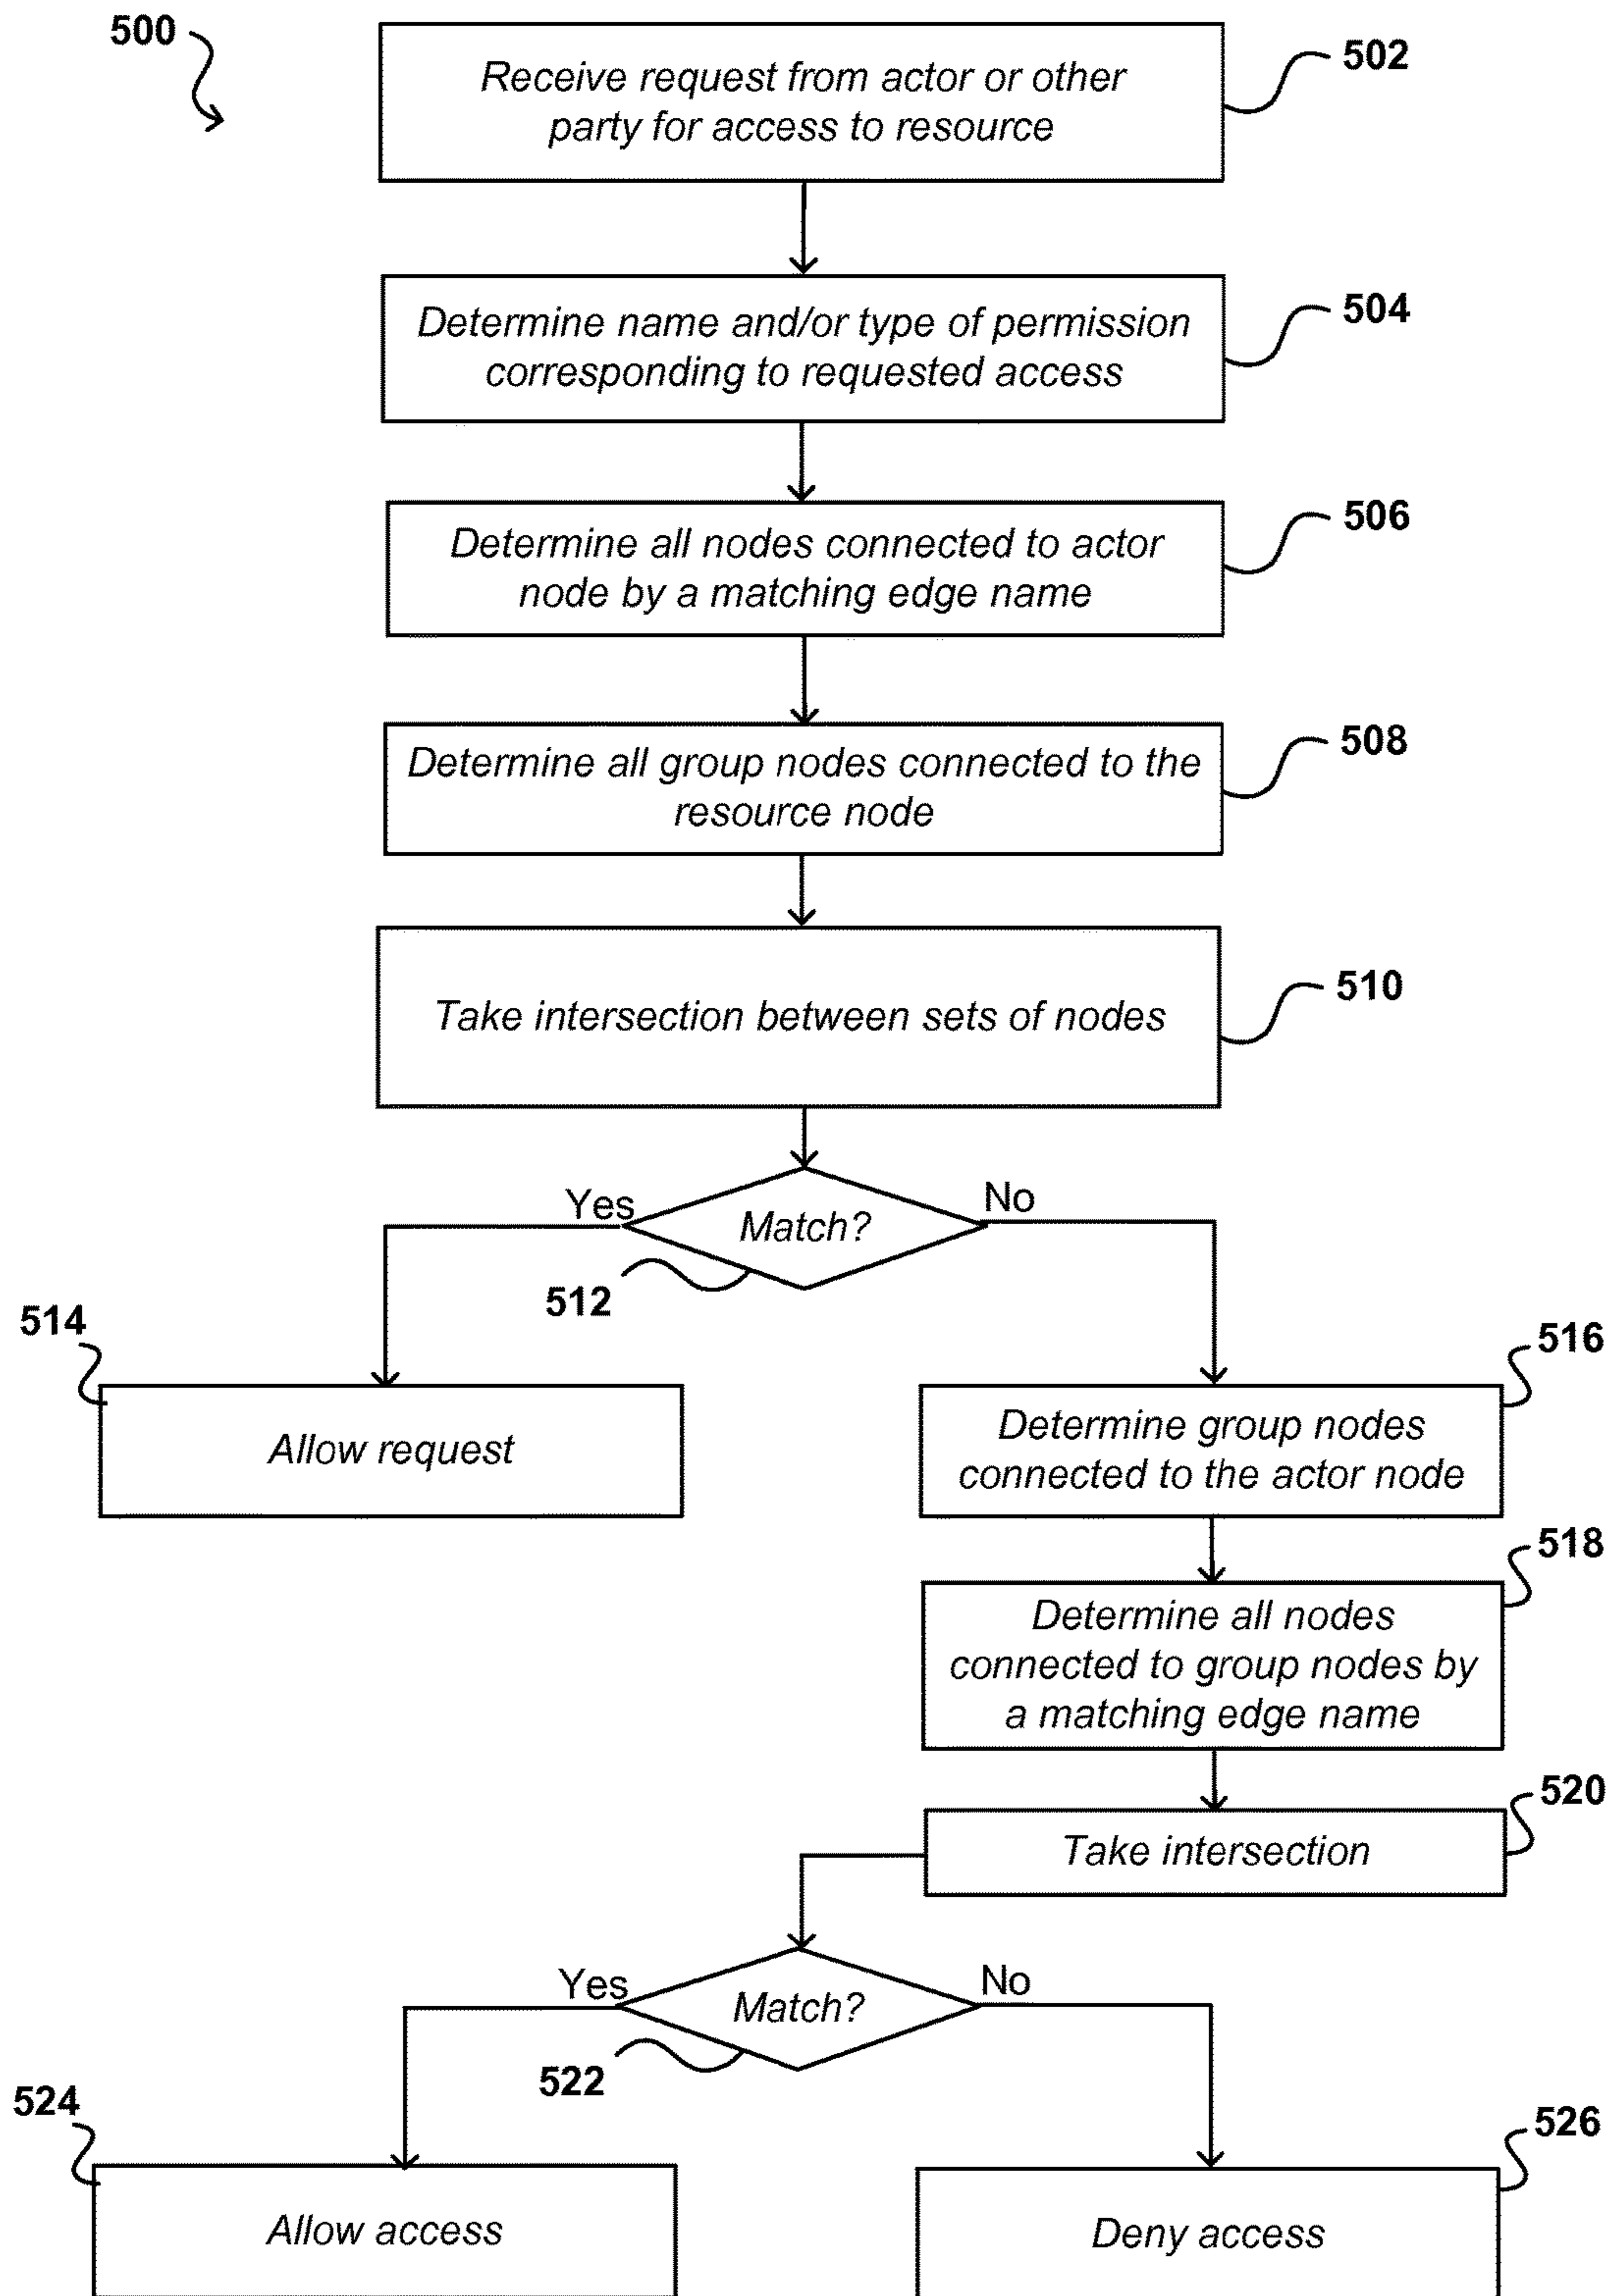 500
Receive request from actor or other
party for access to resource
502
Determine name and/or type of permission
corresponding to requested access
504
Determine all nodes connected to actor
node by a matching edge name
506
Determine all group nodes connected to the
resource node
508
Take intersection between sets of nodes
510
Yes
Match?
No
512
514
Allow request
516
Determine group nodes
connected to the actor node
518
Determine all nodes
connected to group nodes by
a matching edge name
520
Take intersection
Yes
Match?
No
522
524
Allow access
526
Deny access